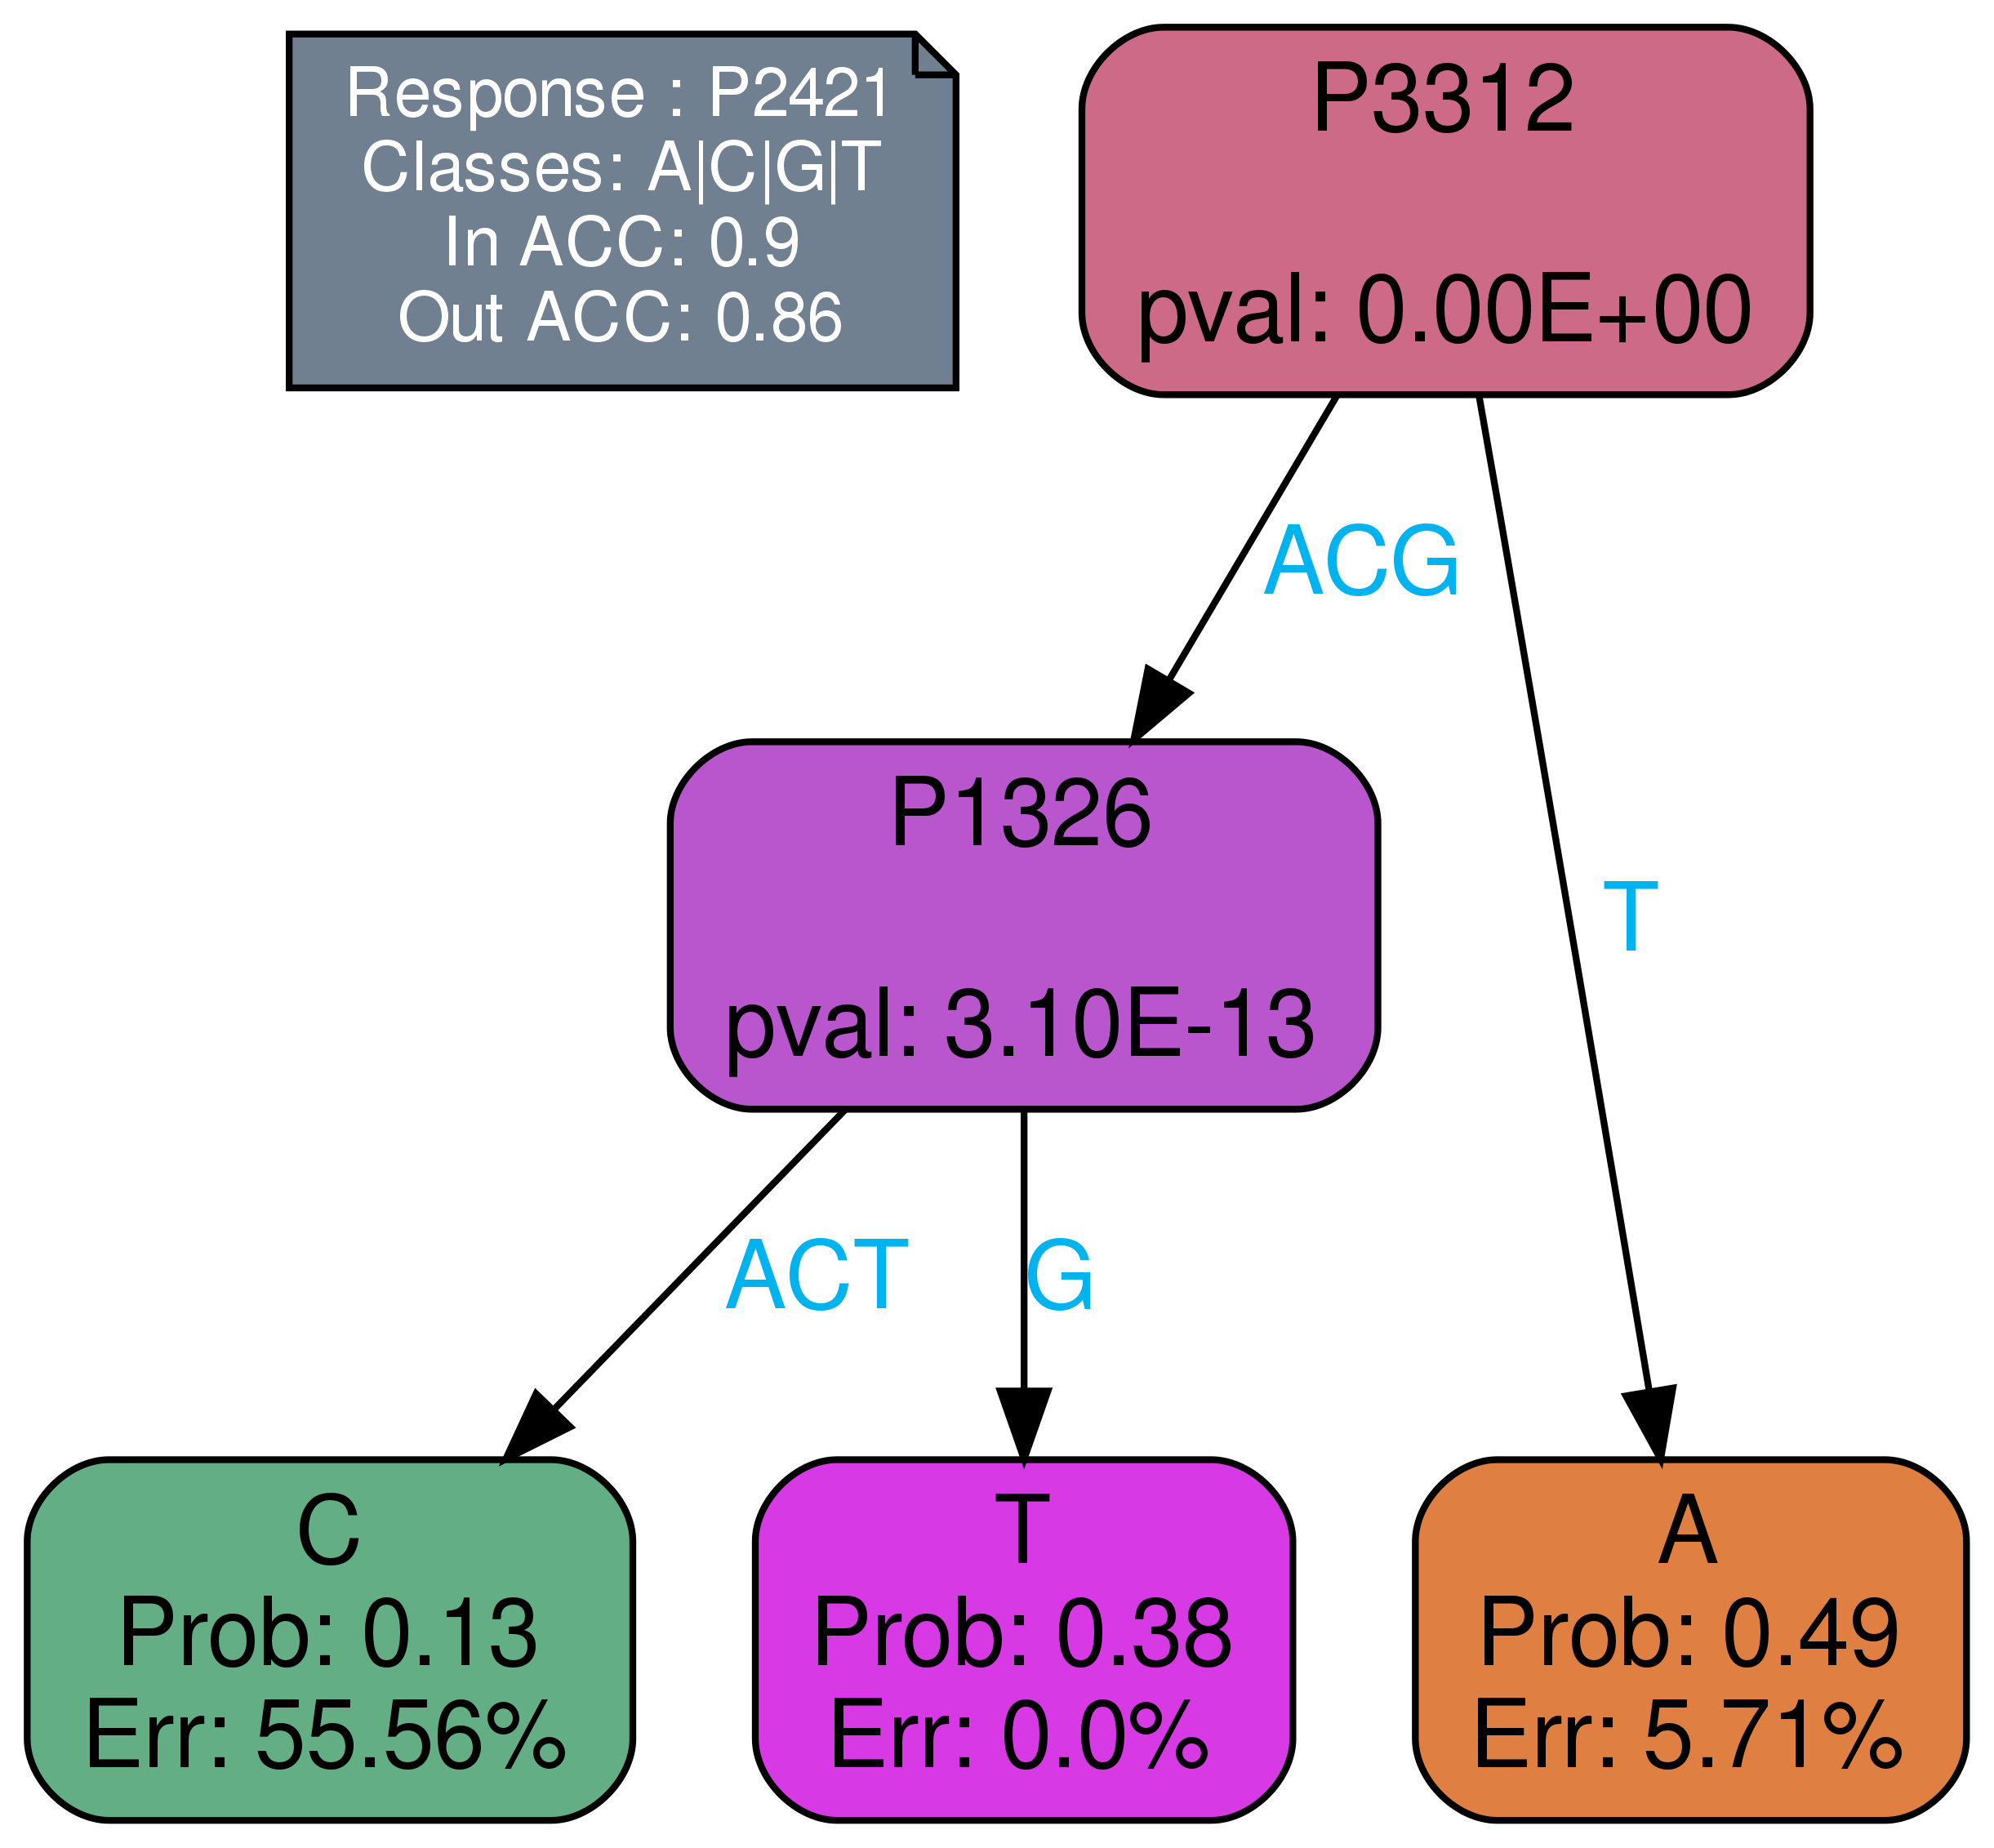 Response : P2421
Classes: A|C|G|T
In ACC: 0.9
Out ACC: 0.86
P3312
pval: 0.00E+00
ACG
T
P1326
pval: 3.10E-13
ACT
G
C
Prob: 0.13
Err: 55.56%
T
Prob: 0.38
Err: 0.0%
A
Prob: 0.49
Err: 5.71%